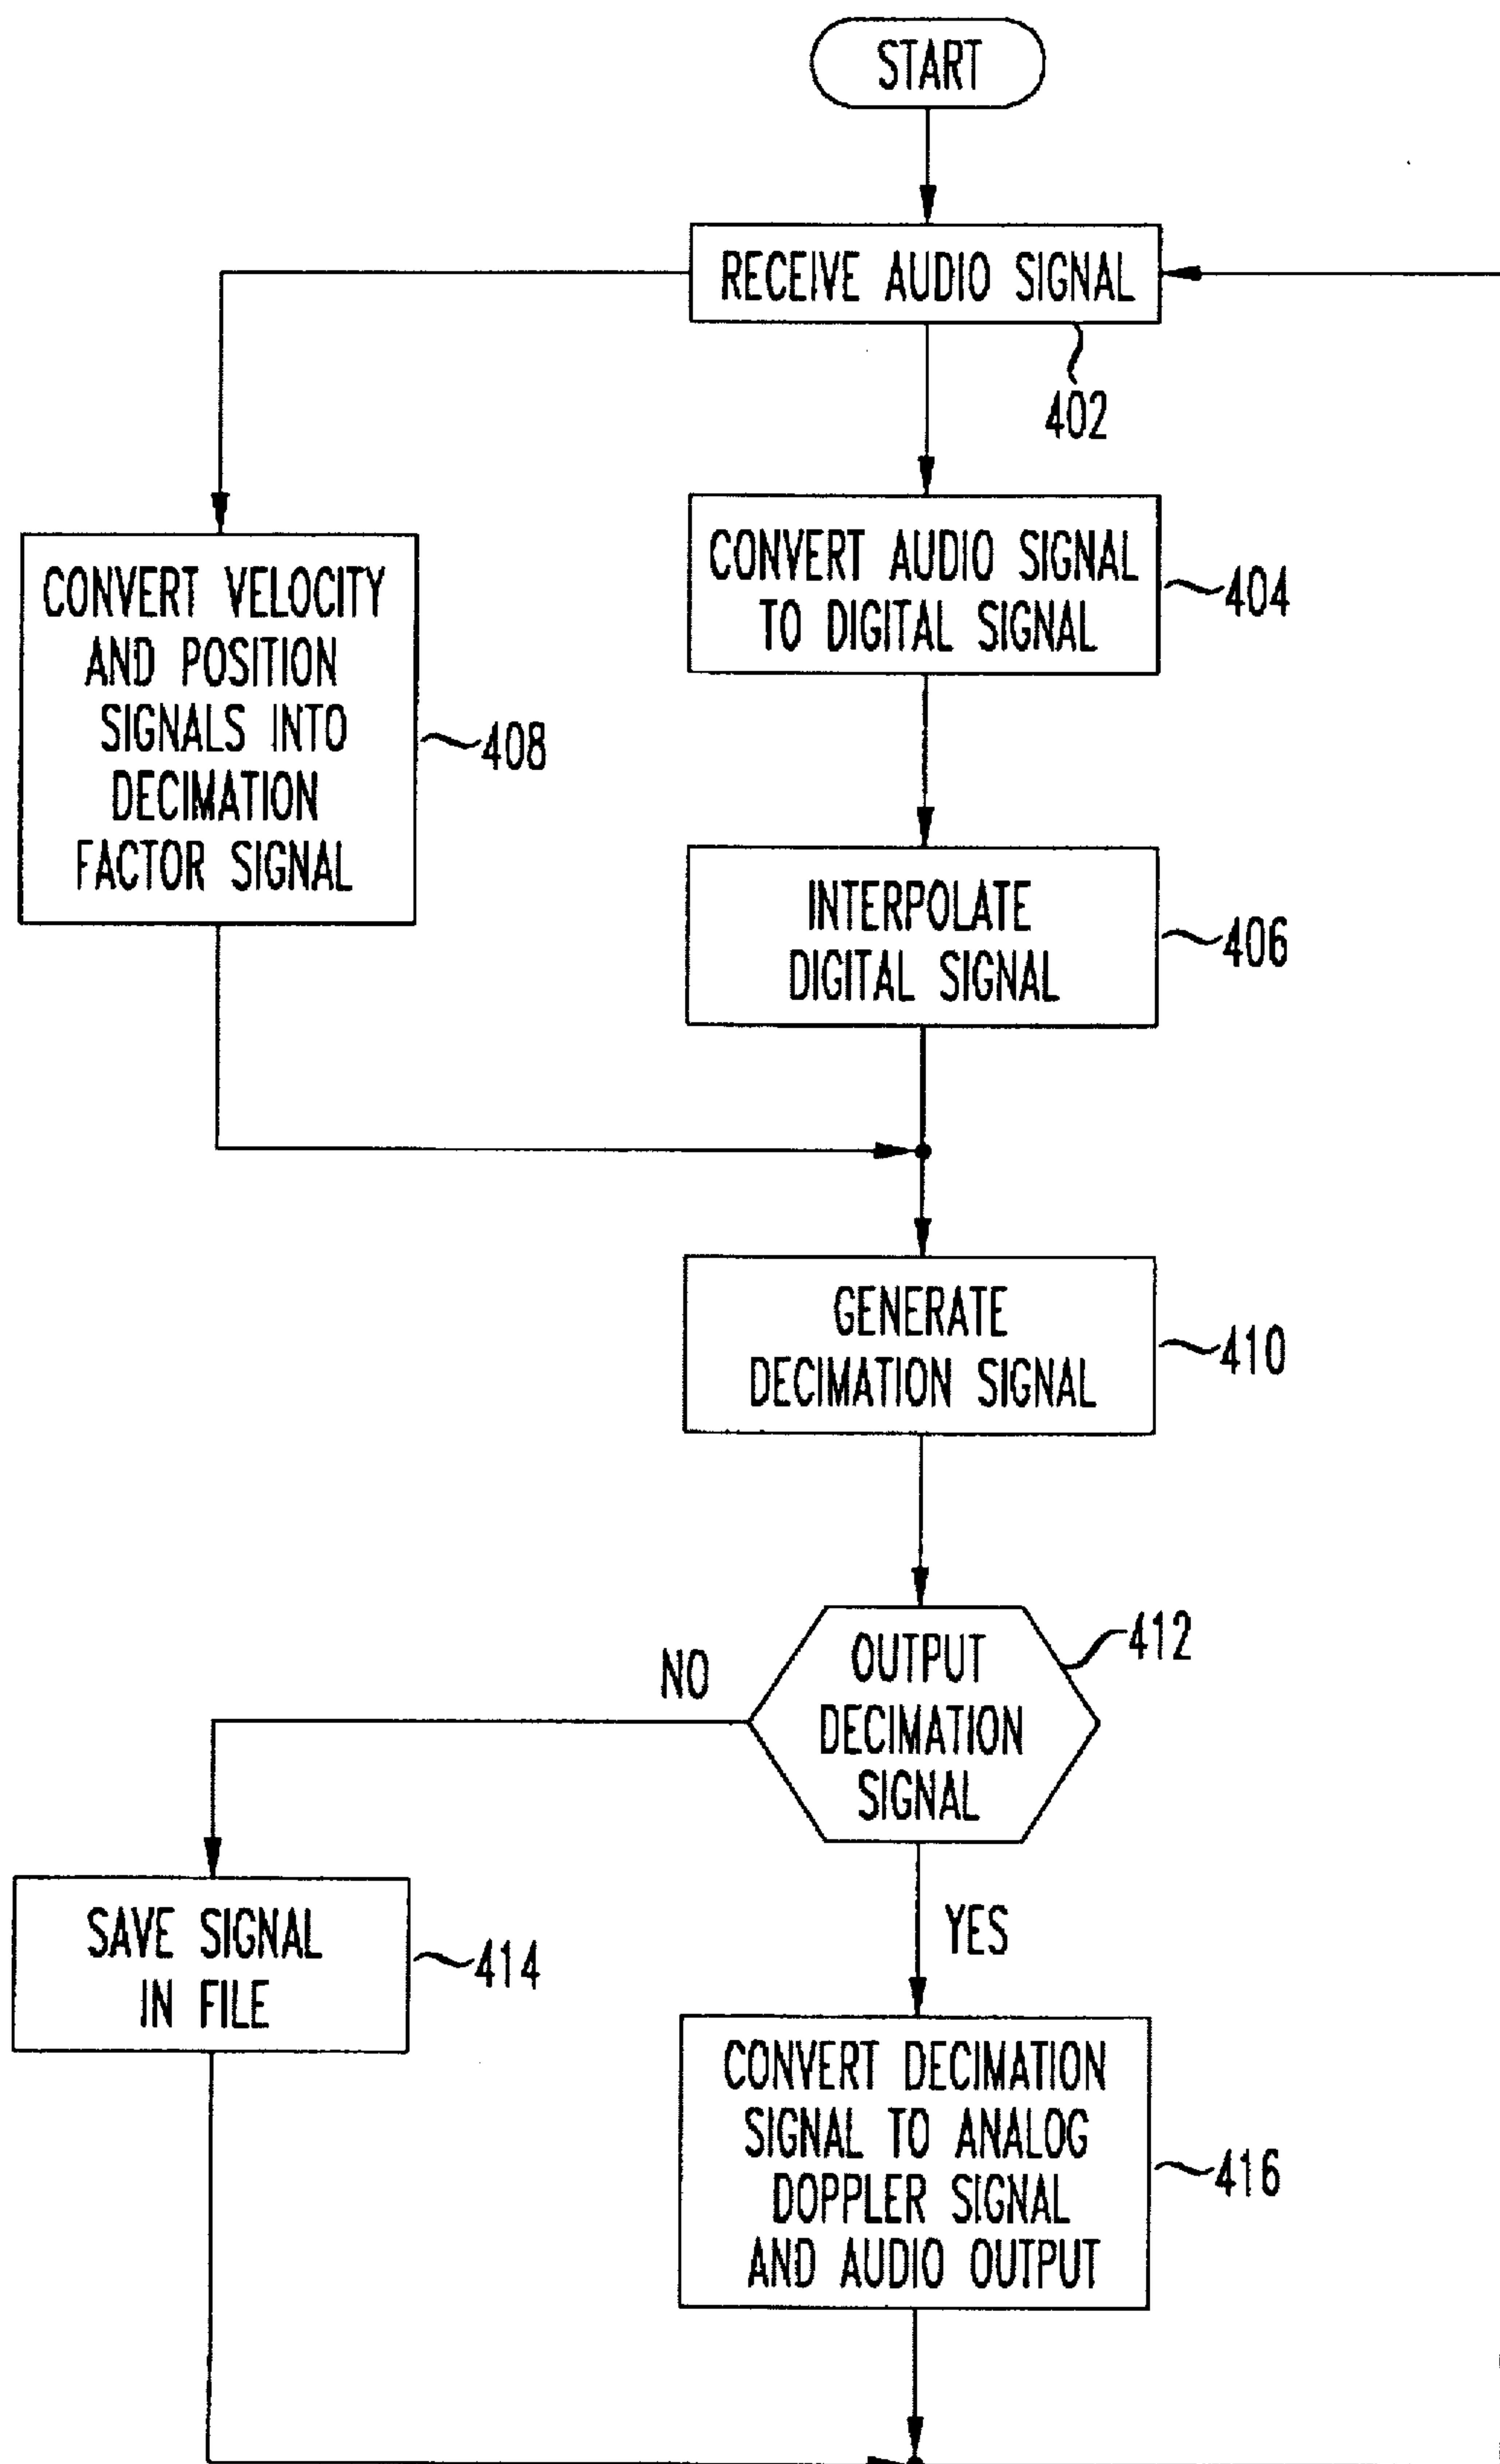 START
RECEIVE AUDIO SIGNAL
402
CONVERT AUDIO SIGNAL
TO DIGITAL SIGNAL
404
CONVERT VELOCITY
AND POSITION
SIGNALS INTO
DECIMATION
FACTOR SIGNAL
408
INTERPOLATE
DIGITAL SIGNAL
406
GENERATE
DECIMATION SIGNAL
410
OUTPUT
DECIMATION
SIGNAL
412
NO
YES
SAVE SIGNAL
IN FILE
414
CONVERT DECIMATION
SIGNAL TO ANALOG
DOPPLER SIGNAL
AND AUDIO OUTPUT
416